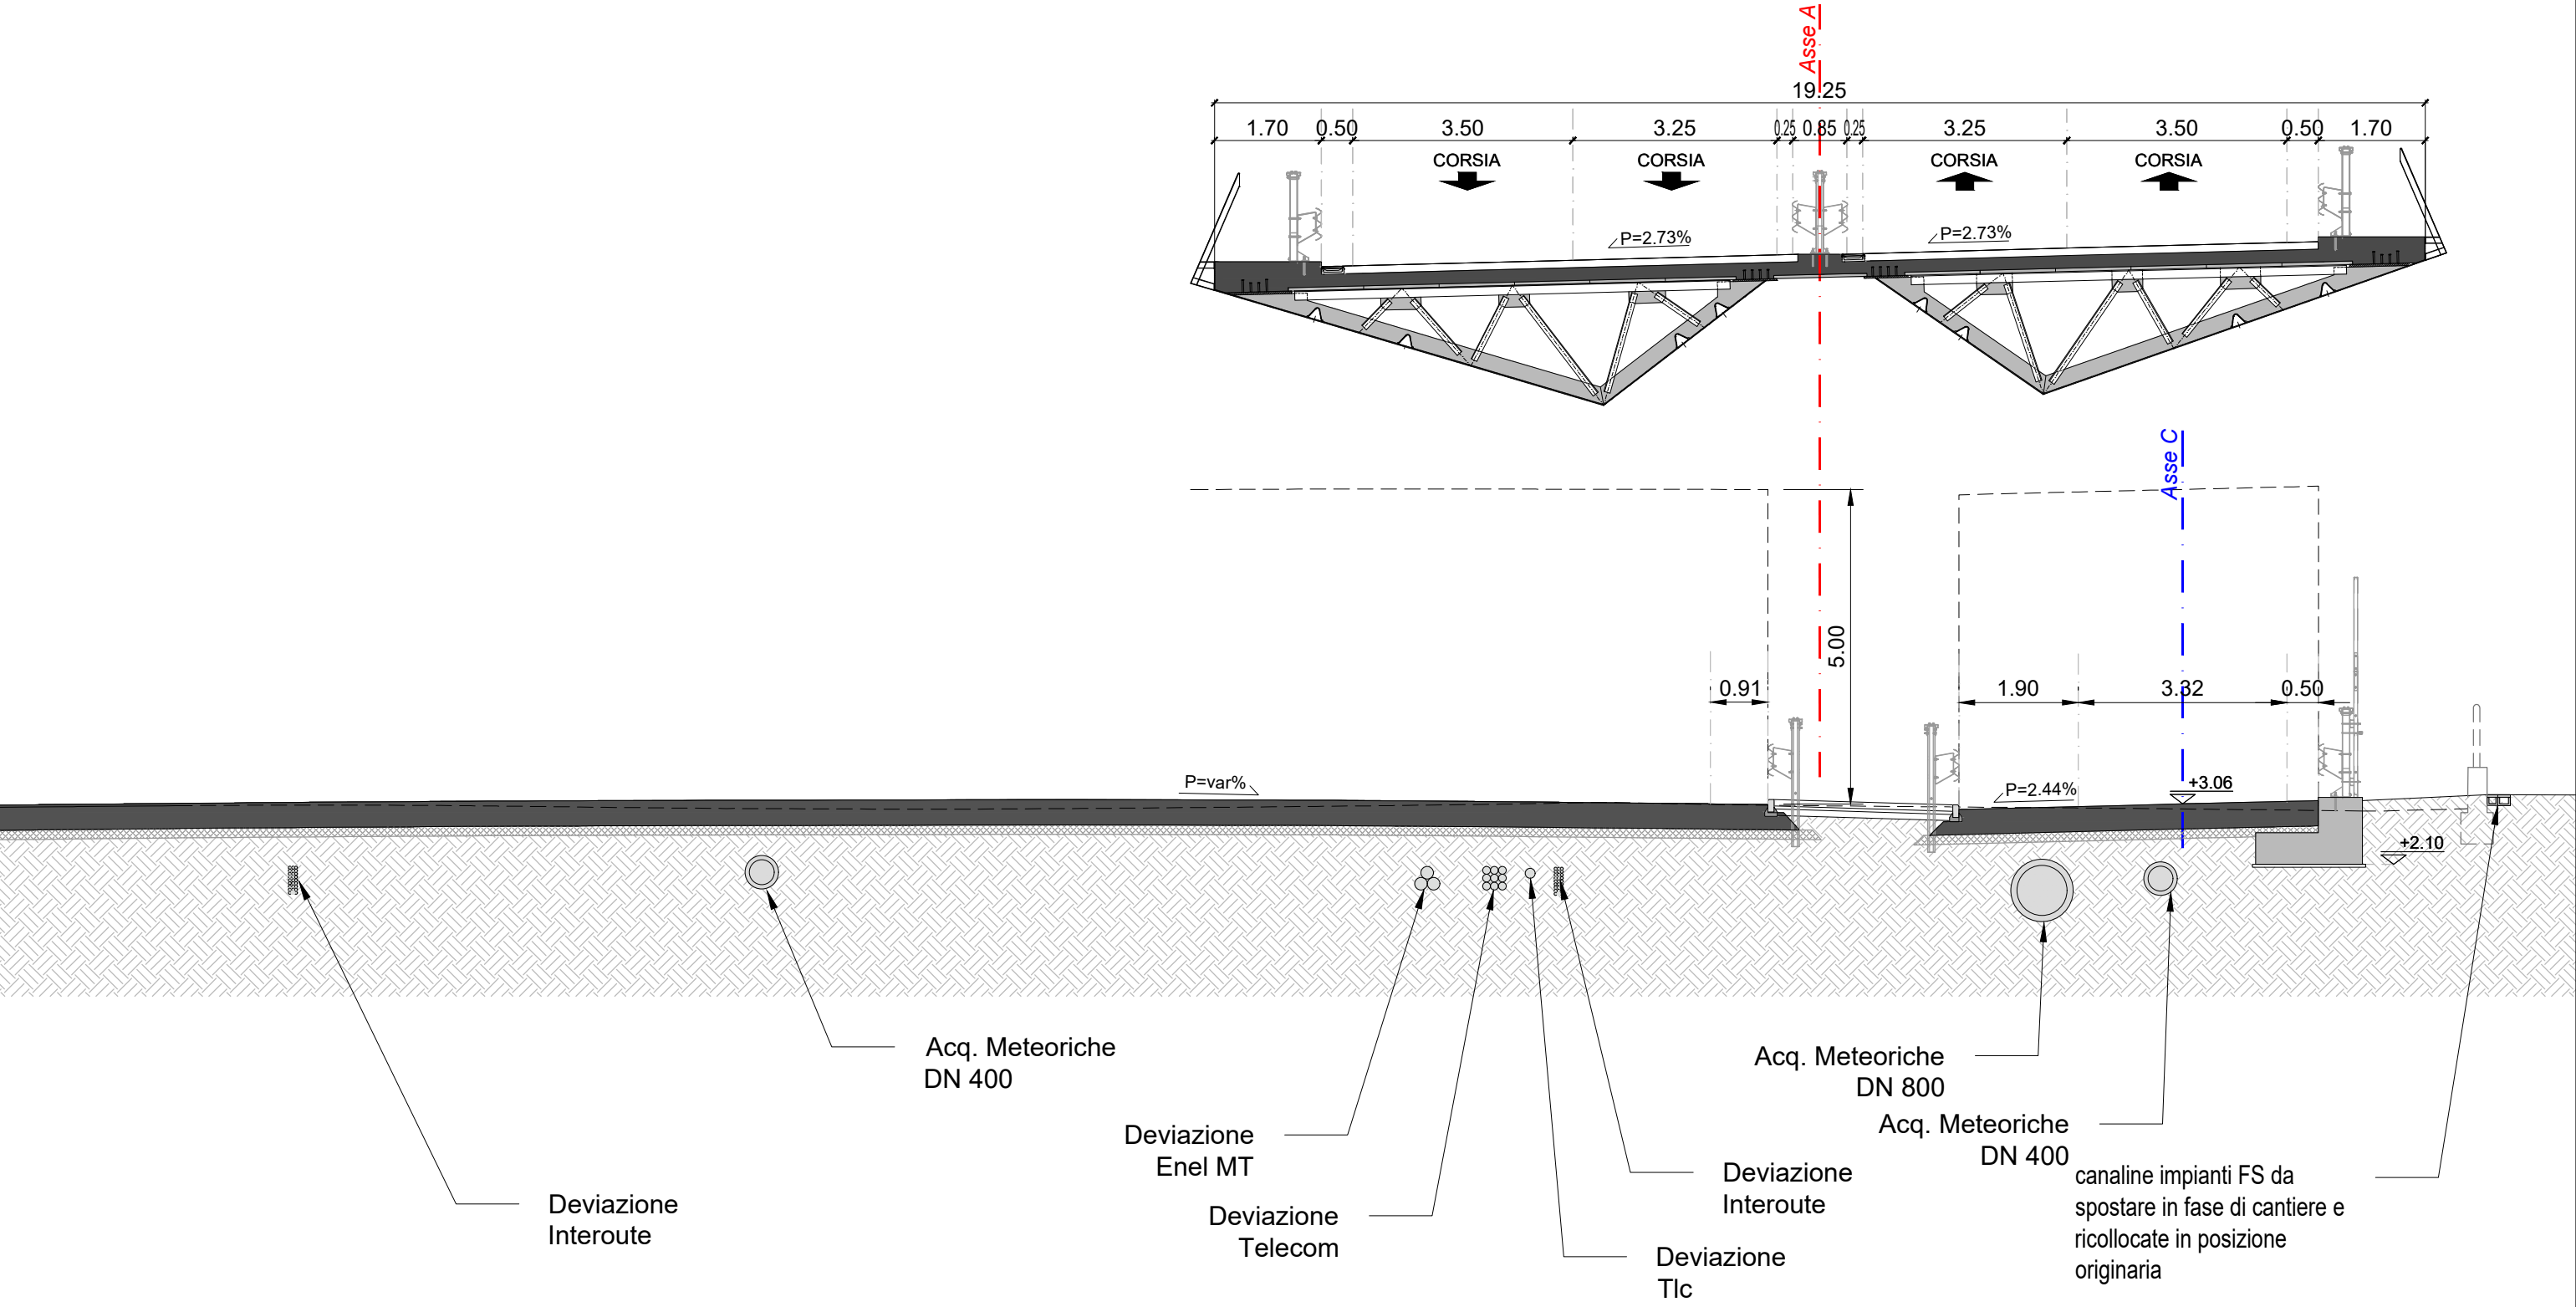 Asse A
19.25
1.70 0.50 3.50 3.25 0.25 0.85 0.25 3.25 3.50 0.50 1.70
CORSIA CORSIA CORSIA CORSIA
P=2.73% P=2.73%
Asse C
5.00
0.91 1.90 3.32 0.50
P=var% P=2.44% +3.06
+2.10
Acq. Meteoriche
DN 400
Acq. Meteoriche
DN 800
Acq. Meteoriche
DN 400
Deviazione
Enel MT
Deviazione
Interoute
canaline impianti FS da
spostare in fase di cantiere e
ricollocate in posizione
originaria
Deviazione
Interoute
Deviazione
Telecom
Deviazione
Tlc